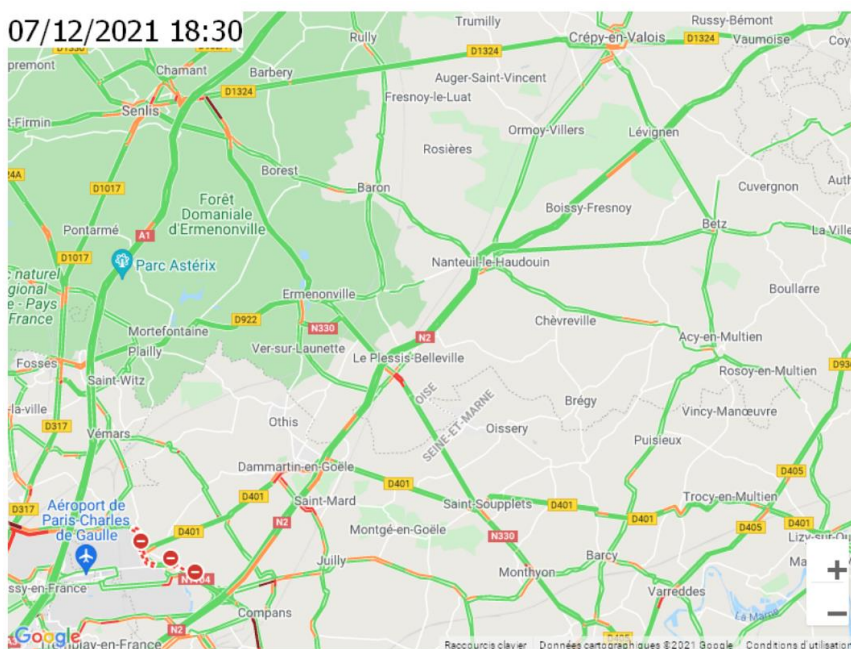 07/12/2021 18:30
Trumilly
Russy-Bémont
Rully
Crépy-en-Valois
D1324
D1324
Vaumoise
Chamant
Barbery
Auger-Saint-Vincent
D1324
Fresnoy-le-Luat
Senlis
Ormoy-Villers
Lévignen
Rosières
Borest
Baron
Cuvergnon
D1017
Forêt
Domaniale
d'Ermenonville
Boissy-Fresnoy
Pontarmé
Betz
A1
D1017
Parc Astérix
Nanteuil-le-Haudouin
Boullarre
Ermenonville
Chèvreville
D922
N330
N2
Mortefontaine
Plailly
Ver-sur-Launette
Acy-en-Multien
Le Plessis-Belleville
Fosses
Saint-Witz
Rosoy-en-Multien
OISE
SEINE-ET-MARNE
Brégy
Vincy-Manœuvre
D317
Vémars
Othis
Oissery
Puisieux
Dammartin-en-Goële
D401
D405
D317
Aéroport de
Paris-Charles
de Gaulle
D401
Saint-Mard
Saint-Soupplets
D401
Trocy-en-Multien
D401
D405
N2
D401
Montgé-en-Goële
N330
Juilly
Barcy
Monthyon
Varreddes
Compans
La Marne
N2
Google
Raccourcis clavier
Données cartographiques ©2021 Google
Conditions d'utilisation